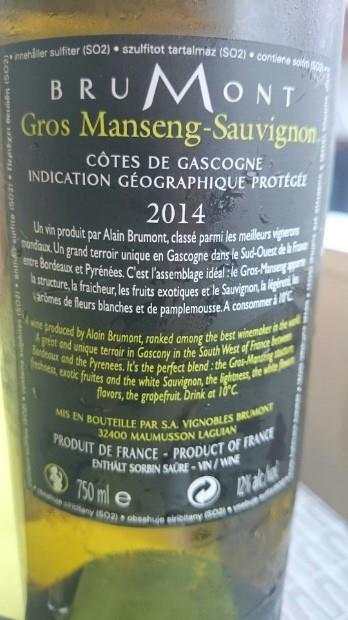 innehåller sulfiter (SO2) • szulfitot tartalmaz (SO2) • contiene
BRUMONT
Gros Manseng-Sauvignon
CÔTES DE GASCOGNE
INDICATION GÉOGRAPHIQUE PROTÉGÉE
2014
Un vin produit par Alain Brumont, classé parmi les meilleurs vignerons
mondiaux. Un grand terroir unique en Gascogne dans le Sud-Ouest de la France
entre Bordeaux et Pyrénées. C'est l'assemblage idéal : le Gros-Manseng apporte
la structure, la fraicheur, les fruits exotiques et le Sauvignon, la légèreté, les
arômes de fleurs blanches et de pamplemousse. A consommer à 10°C.
A wine produced by Alain Brumont, ranked among the best winemaker in the world.
A great and unique terroir in Gascony in the South West of France between
Bordeaux and the Pyrenees. It's the perfect blend : the Gros-Manseng structure,
freshness, exotic fruites and the white Sauvignon, the lightness, the white flowers
flavors, the grapefruit. Drink at 10°C.
MIS EN BOUTEILLE PAR S.A. VIGNOBLES BRUMONT
32400 MAUMUSSON LAGUIAN
PRODUIT DE FRANCE - PRODUCT OF FRANCE
ENTHÄLT SORBIN SAÜRE - VIN / WINE
750 ml e 12% alc./vol.
(SO2) • obsahuje siričitany (SO2) •